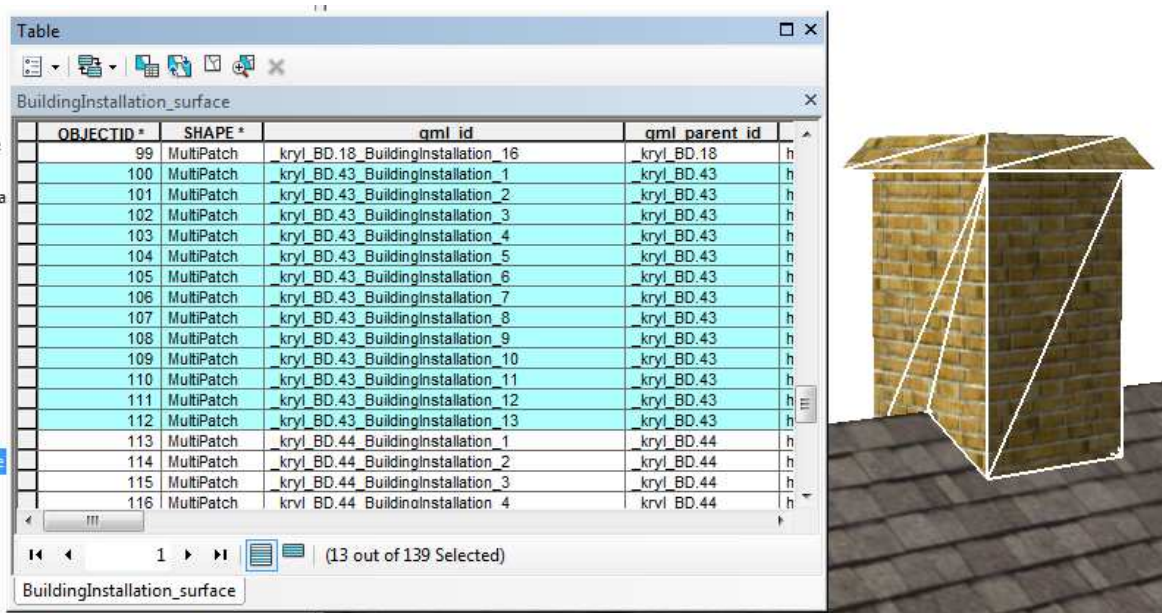 Table
BuildingInstallation_surface
OBJECTID * SHAPE * gml_id gml_parent_id
99 MultiPatch _kryl_BD.18_BuildingInstallation_16 _kryl_BD.18 h
100 MultiPatch _kryl_BD.43_BuildingInstallation_1 _kryl_BD.43 h
101 MultiPatch _kryl_BD.43_BuildingInstallation_2 _kryl_BD.43 h
102 MultiPatch _kryl_BD.43_BuildingInstallation_3 _kryl_BD.43 h
103 MultiPatch _kryl_BD.43_BuildingInstallation_4 _kryl_BD.43 h
104 MultiPatch _kryl_BD.43_BuildingInstallation_5 _kryl_BD.43 h
105 MultiPatch _kryl_BD.43_BuildingInstallation_6 _kryl_BD.43 h
106 MultiPatch _kryl_BD.43_BuildingInstallation_7 _kryl_BD.43 h
107 MultiPatch _kryl_BD.43_BuildingInstallation_8 _kryl_BD.43 h
108 MultiPatch _kryl_BD.43_BuildingInstallation_9 _kryl_BD.43 h
109 MultiPatch _kryl_BD.43_BuildingInstallation_10 _kryl_BD.43 h
110 MultiPatch _kryl_BD.43_BuildingInstallation_11 _kryl_BD.43 h
111 MultiPatch _kryl_BD.43_BuildingInstallation_12 _kryl_BD.43 h
112 MultiPatch _kryl_BD.43_BuildingInstallation_13 _kryl_BD.43 h
113 MultiPatch _kryl_BD.44_BuildingInstallation_1 _kryl_BD.44 h
114 MultiPatch _kryl_BD.44_BuildingInstallation_2 _kryl_BD.44 h
115 MultiPatch _kryl_BD.44_BuildingInstallation_3 _kryl_BD.44 h
116 MultiPatch _kryl_BD.44_BuildingInstallation_4 _kryl_BD.44 h
1 (13 out of 139 Selected)
BuildingInstallation_surface